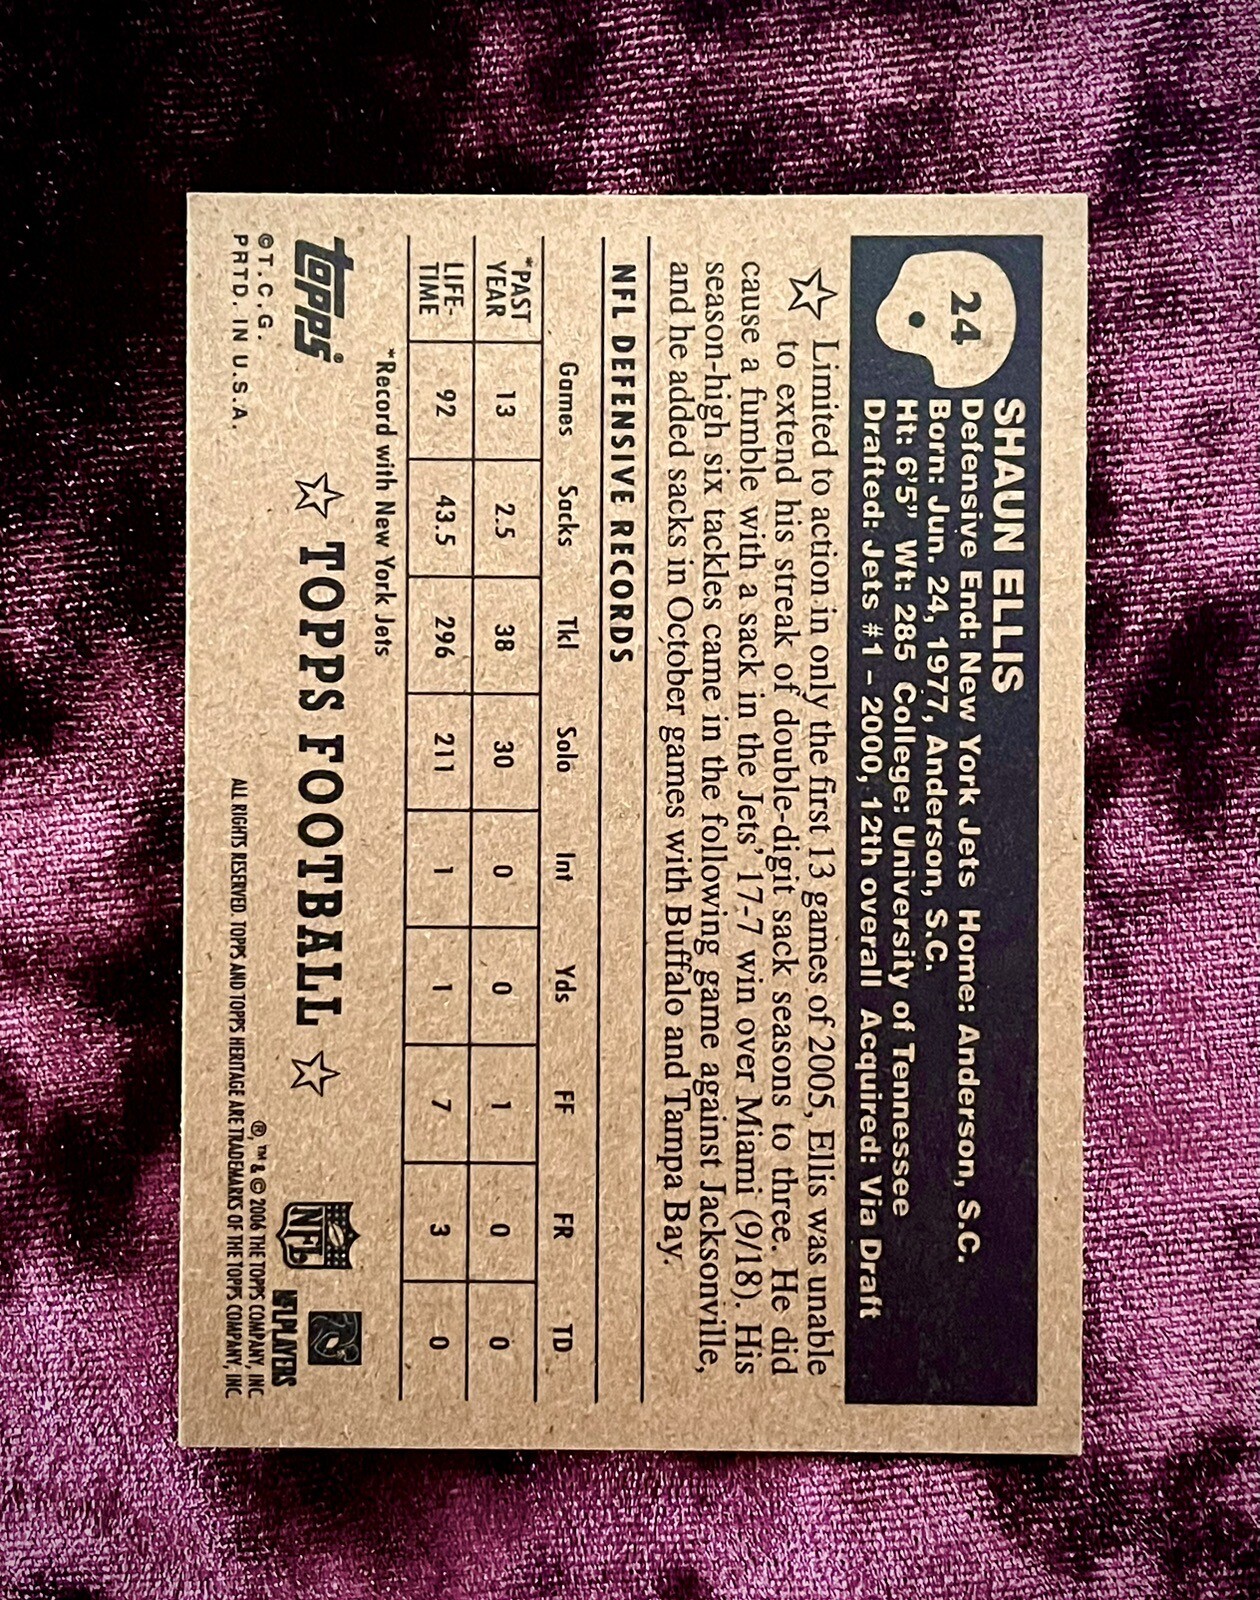 24
SHAUN ELLIS
Defensive End: New York Jets Home: Anderson, S.C.
Born: Jun. 24, 1977, Anderson, S.C.
Ht: 6'5" Wt: 285 College: University of Tennessee
Drafted: Jets #1 - 2000, 12th overall Acquired: Via Draft
Limited to action in only the first 13 games of 2005, Ellis was unable
to extend his streak of double-digit sack seasons to three. He did
cause a fumble with a sack in the Jets' 17-7 win over Miami (9/18). His
season-high six tackles came in the following game against Jacksonville,
and he added sacks in October games with Buffalo and Tampa Bay.
NFL DEFENSIVE RECORDS
Games Sacks Tkl Solo Int Yds FF FR TD
*PAST YEAR 13 2.5 38 30 0 0 1 0 0
LIFE-TIME 92 43.5 296 211 1 1 7 3 0
*Record with New York Jets
topps® ☆ TOPPS FOOTBALL ☆ NFL NFL PLAYERS
©T.C.G.
PRTD. IN U.S.A.
®, ™ & © 2006 THE TOPPS COMPANY, INC
ALL RIGHTS RESERVED. TOPPS AND TOPPS HERITAGE ARE TRADEMARKS OF THE TOPPS COMPANY, INC